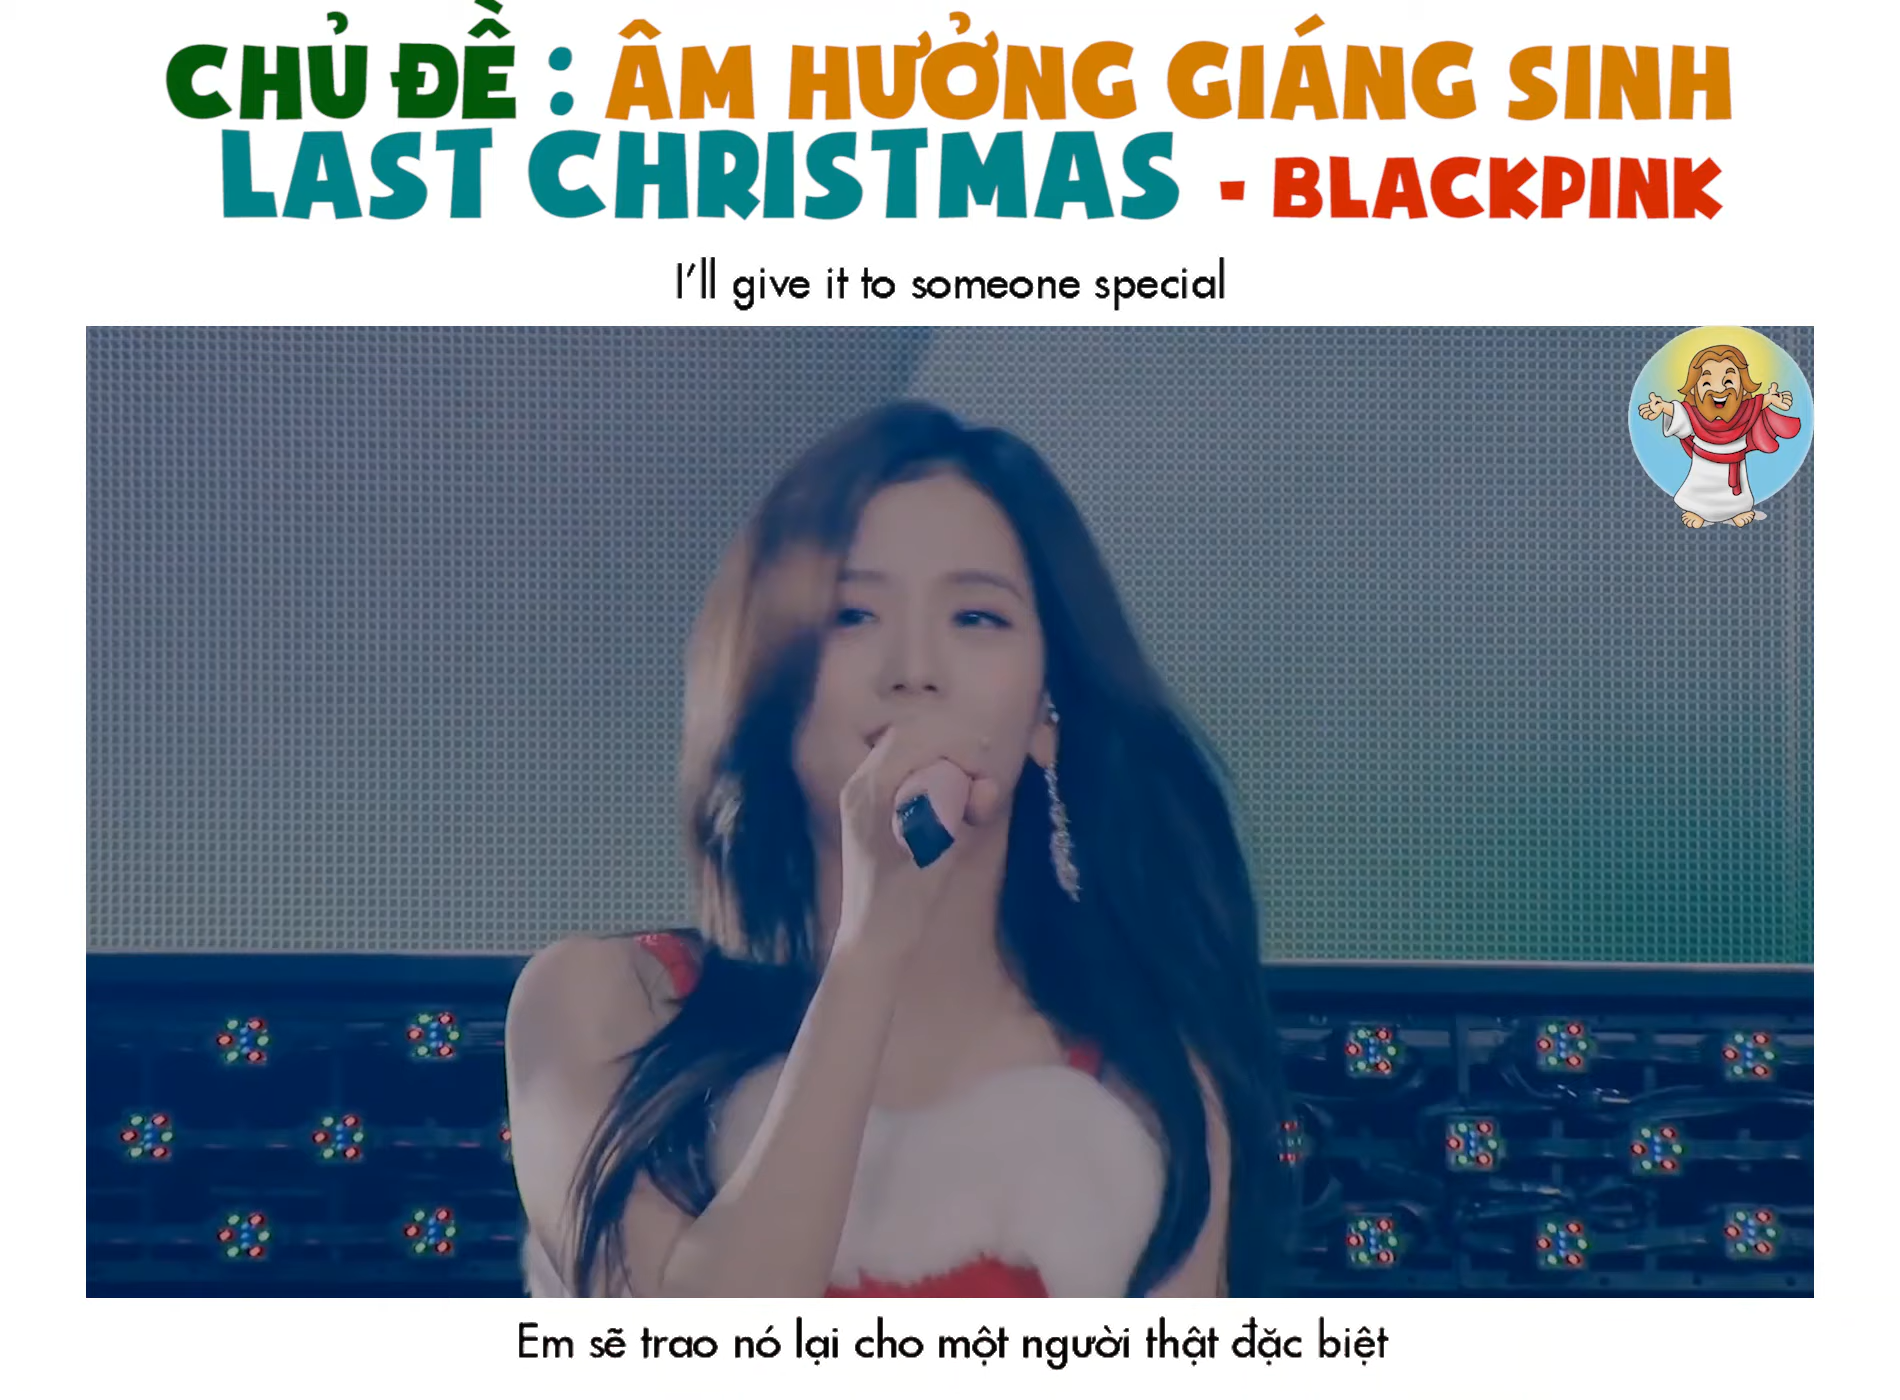 CHỦ ĐỀ : ÂM HƯỞNG GIÁNG SINH
LAST CHRISTMAS - BLACKPINK
I'll give it to someone special
Em sẽ trao nó lại cho một người thật đặc biệt